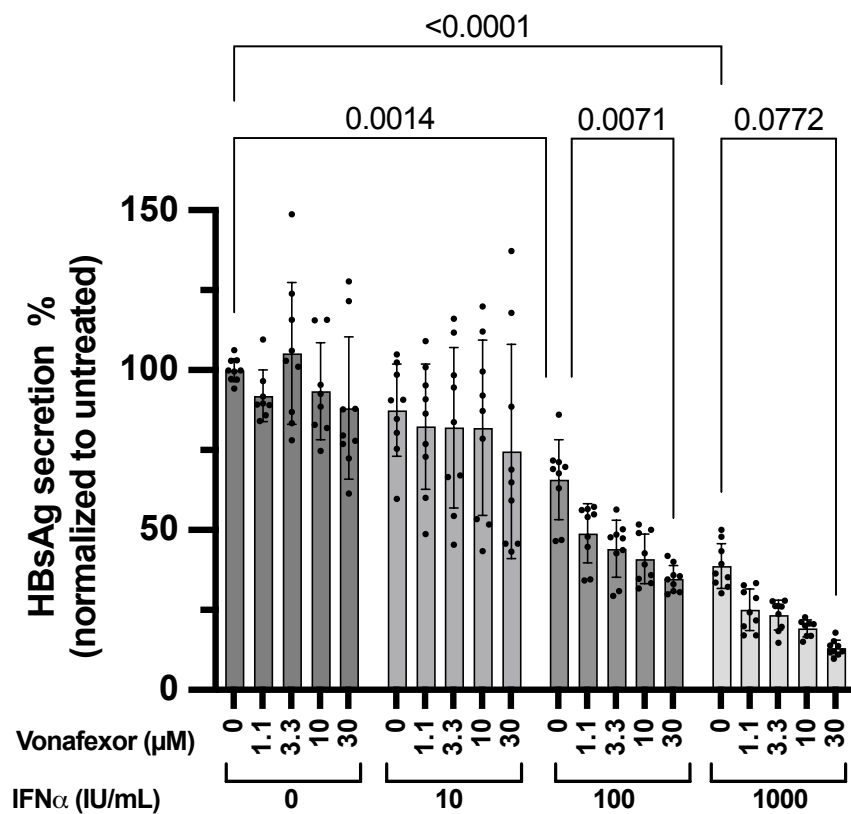 <0.0001
0.0014 0.0071 0.0772
150
100
50
0
HBsAg secretion %
(normalized to untreated)
Vonafexor (µM) 0 1.1 3.3 10 30 0 1.1 3.3 10 30 0 1.1 3.3 10 30 0 1.1 3.3 10 30
IFNα (IU/mL) 0 10 100 1000